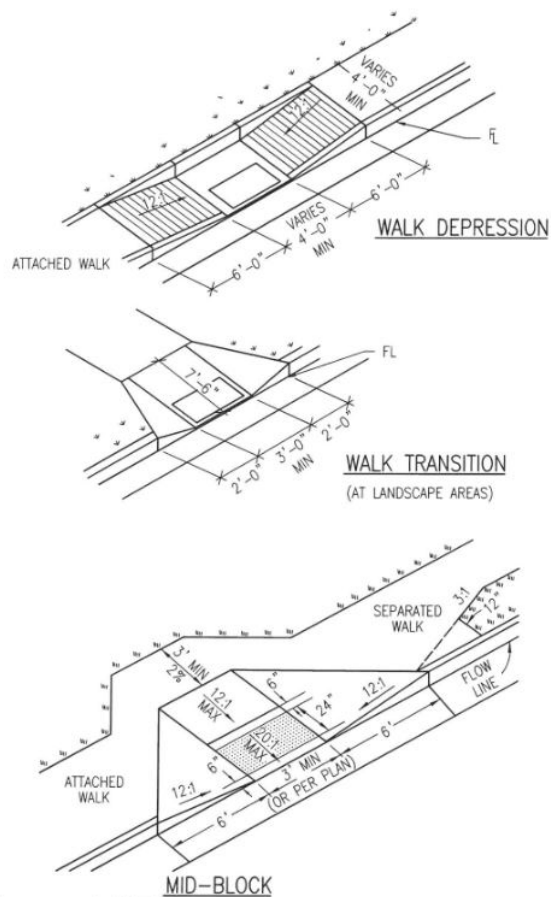 VARIES
4'-0"
MIN
12:1
FL
12:1
6'-0"
VARIES
4'-0"
MIN
6'-0"
WALK DEPRESSION
ATTACHED WALK
7'-6"
FL
2'-0"
3'-0"
MIN
2'-0"
WALK TRANSITION
(AT LANDSCAPE AREAS)
SEPARATED
WALK
3:1
12"
FLOW
LINE
3' MIN
2%
12:1
MAX
6"
24"
12:1
20:1
MAX
6"
ATTACHED
WALK
12:1
3' MIN
(OR PER PLAN)
6'
6'
MID-BLOCK